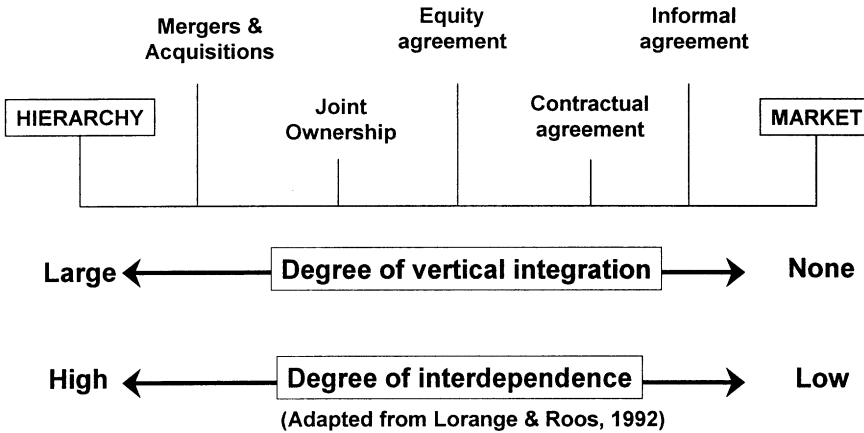 Mergers &
Acquisitions
Equity
agreement
Informal
agreement
HIERARCHY
Joint
Ownership
Contractual
agreement
MARKET
Large
Degree of vertical integration
None
High
Degree of interdependence
Low
(Adapted from Lorange & Roos, 1992)